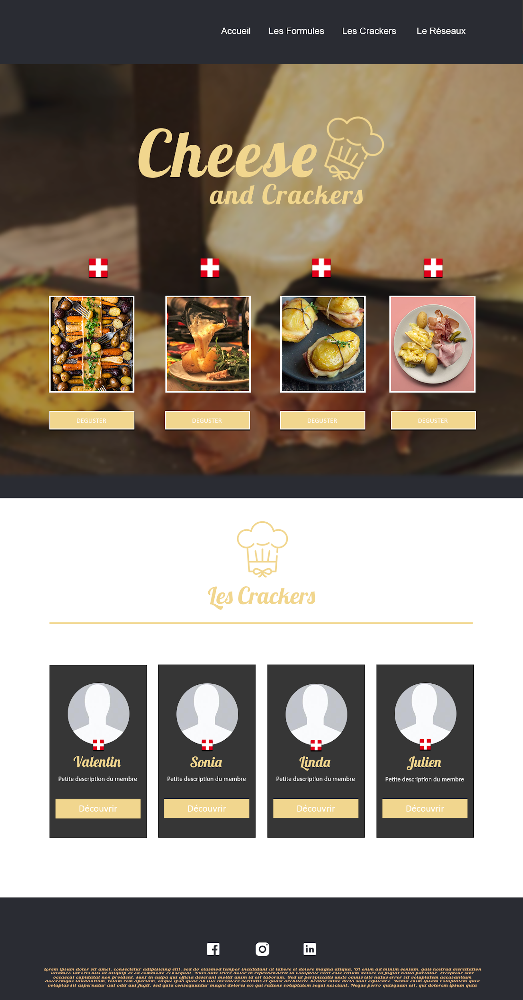 Accueil Les Formules Les Crackers Le Réseaux
Cheese
and Crackers
DEGUSTER DEGUSTER DEGUSTER DEGUSTER
Les Crackers
Valentin Sonia Linda Julien
Petite description du membre Petite description du membre Petite description du membre Petite description du membre
Découvrir Découvrir Découvrir Découvrir
Lorem ipsum dolor sit amet, consectetur adipisicing elit, sed do eiusmod tempor incididunt ut labore et dolore magna aliqua. Ut enim ad minim veniam, quis nostrud exercitation
ullamco laboris nisi ut aliquip ex ea commodo consequat. Duis aute irure dolor in reprehenderit in voluptate velit esse cillum dolore eu fugiat nulla pariatur. Excepteur sint
occaecat cupidatat non proident, sunt in culpa qui officia deserunt mollit anim id est laborum. Sed ut perspiciatis unde omnis iste natus error sit voluptatem accusantium
doloremque laudantium, totam rem aperiam, eaque ipsa quae ab illo inventore veritatis et quasi architecto beatae vitae dicta sunt explicabo. Nemo enim ipsam voluptatem quia
voluptas sit aspernatur aut odit aut fugit, sed quia consequuntur magni dolores eos qui ratione voluptatem sequi nesciunt. Neque porro quisquam est, qui dolorem ipsum quia